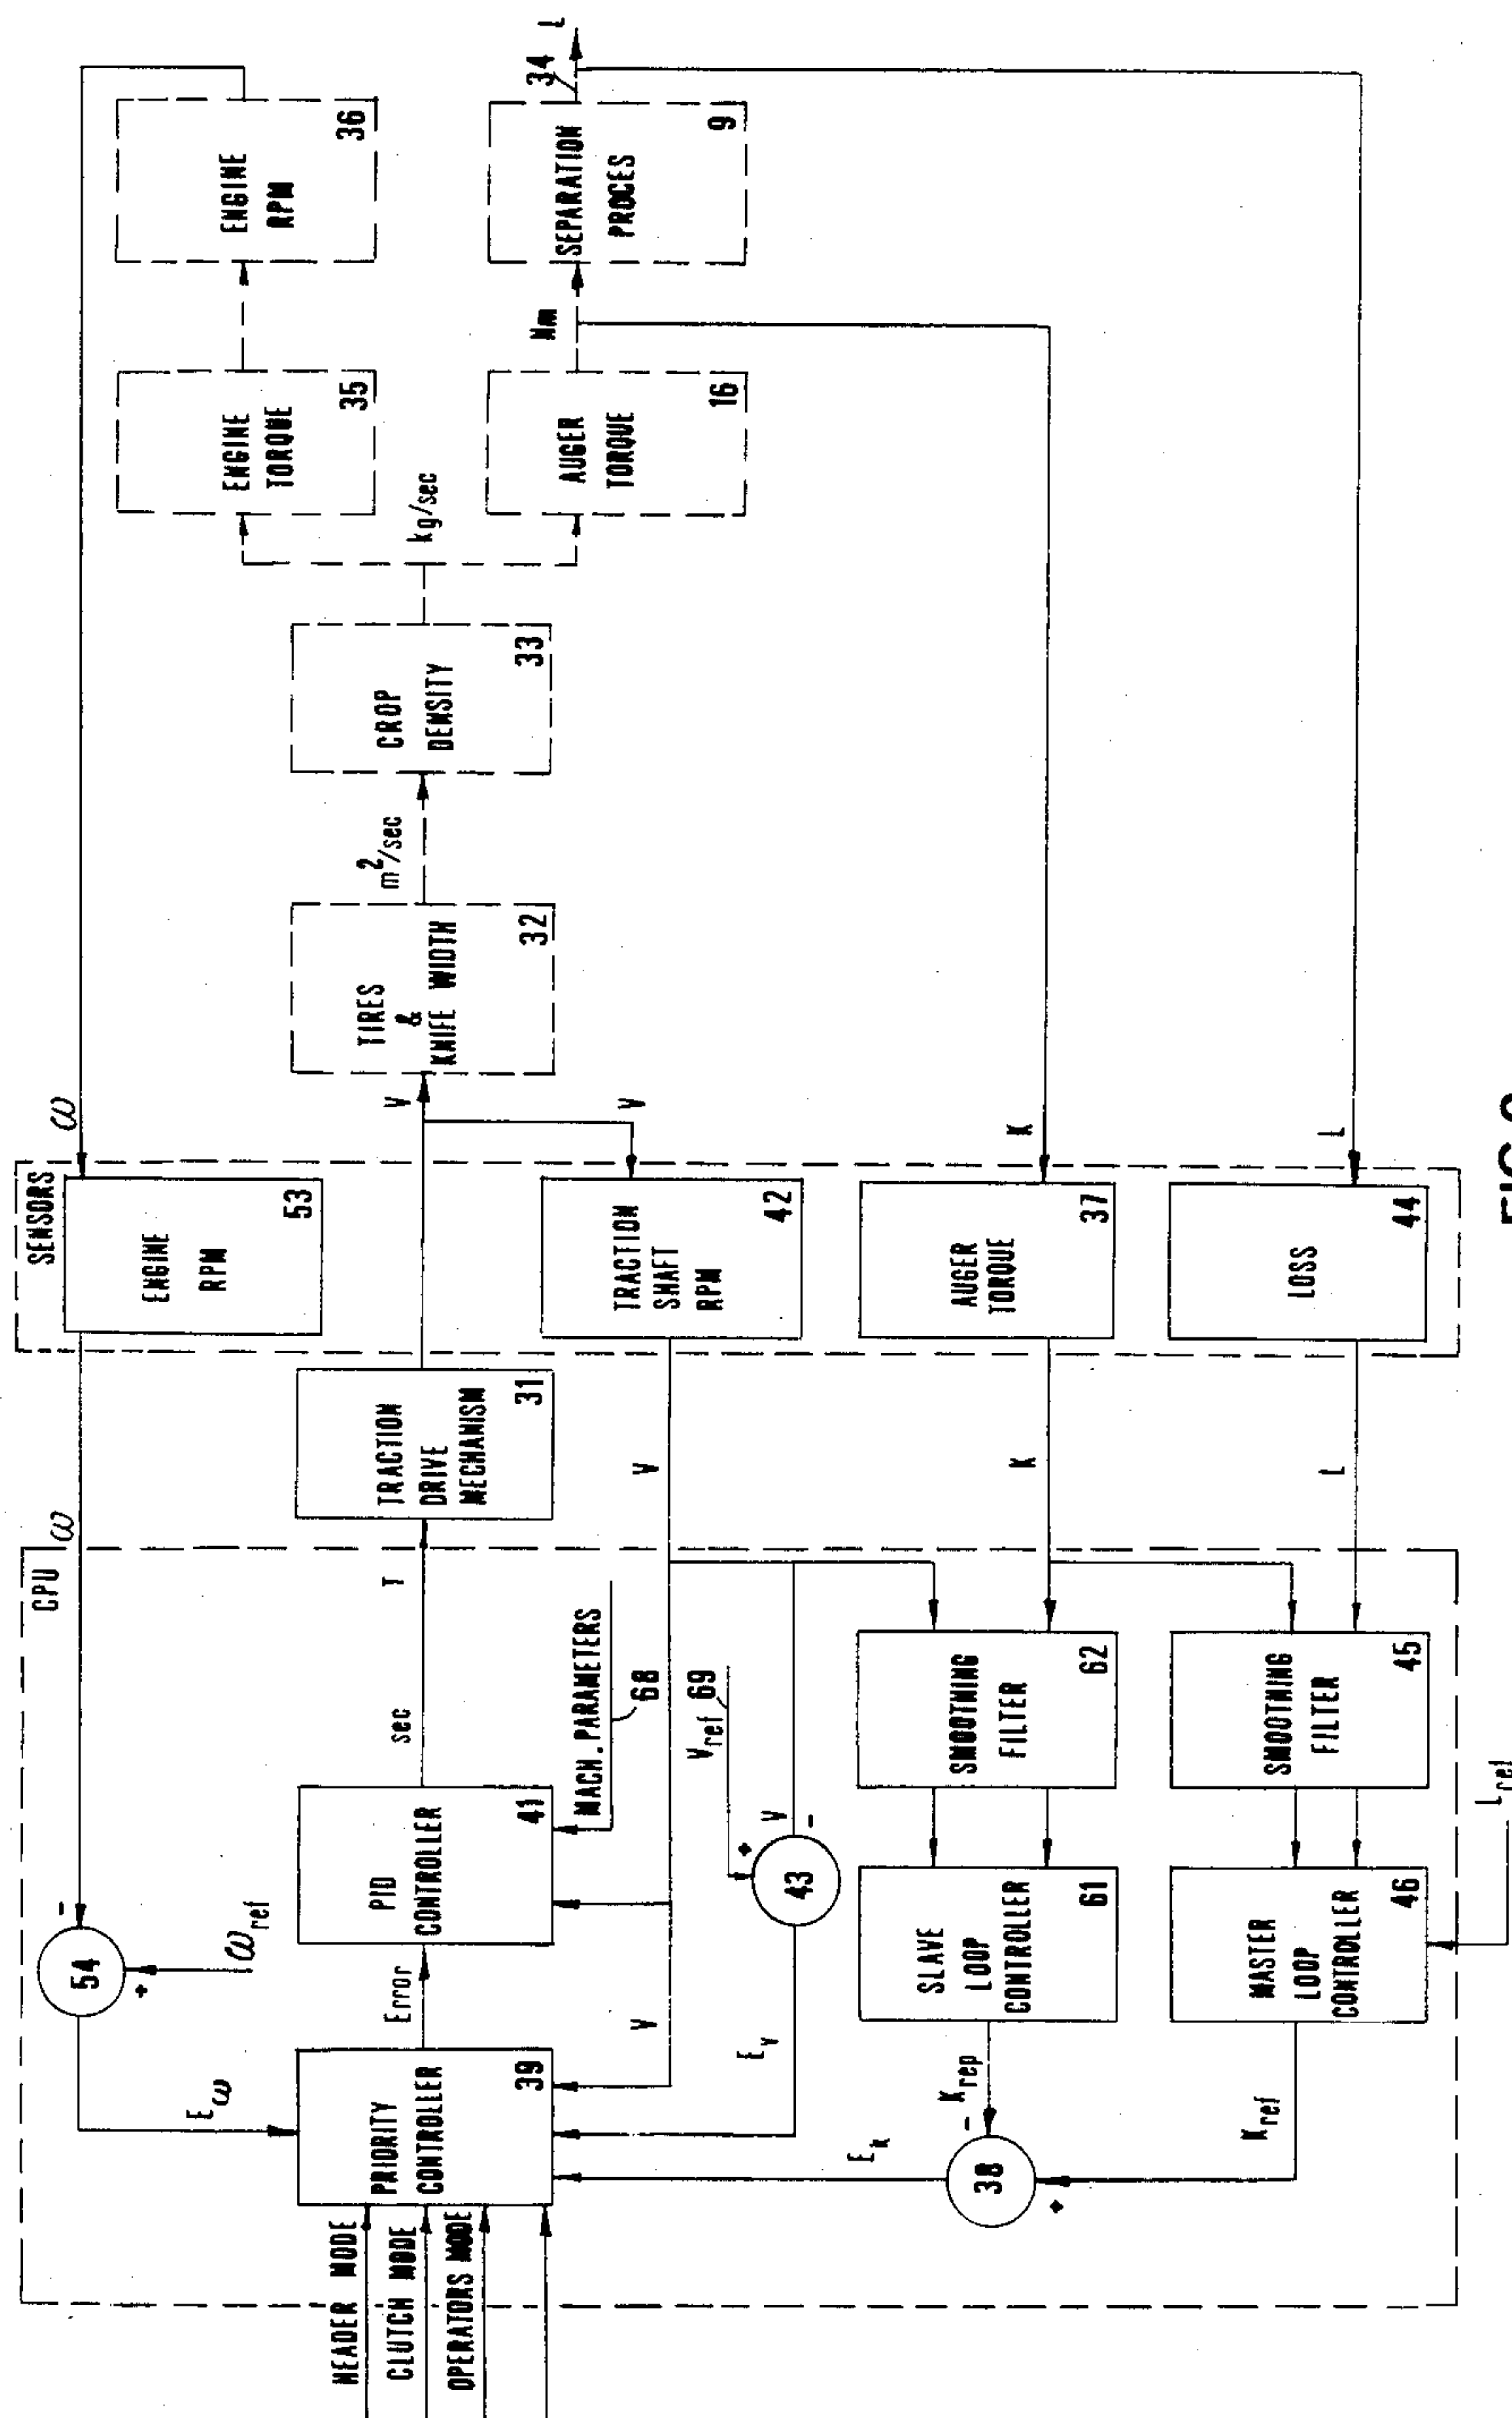 CPU
SENSORS
HEADER MODE
CLUTCH MODE
OPERATORS MODE
54
-
+
ω
ω
ωref
Eω
PRIORITY
CONTROLLER
39
Error
PID
CONTROLLER
41
sec
T
MACH. PARAMETERS
68
TRACTION
DRIVE
MECHANISM
31
V
V
ENGINE
RPM
53
TIRES
&
KNIFE WIDTH
32
m²/sec
CROP
DENSITY
33
kg/sec
ENGINE
TORQUE
35
ENGINE
RPM
36
AUGER
TORQUE
16
Nm
SEPARATION
PROCES
9
34
L
TRACTION
SHAFT
RPM
42
V
V
Vref 69
+
V
-
43
EV
AUGER
TORQUE
37
K
K
SMOOTNING
FILTER
62
SLAVE
LOOP
CONTROLLER
61
Krep
-
38
+
Ek
Kref
LOSS
44
L
L
SMOOTNING
FILTER
45
MASTER
LOOP
CONTROLLER
46
Lref